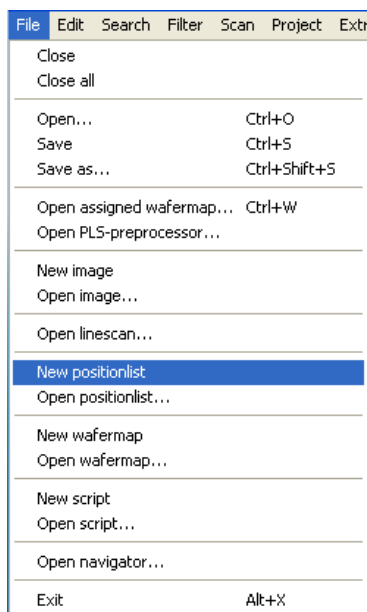 File Edit Search Filter Scan Project Extr
Close
Close all
Open... Ctrl+O
Save Ctrl+S
Save as... Ctrl+Shift+S
Open assigned wafermap... Ctrl+W
Open PLS-preprocessor...
New image
Open image...
Open linescan...
New positionlist
Open positionlist...
New wafermap
Open wafermap...
New script
Open script...
Open navigator...
Exit Alt+X